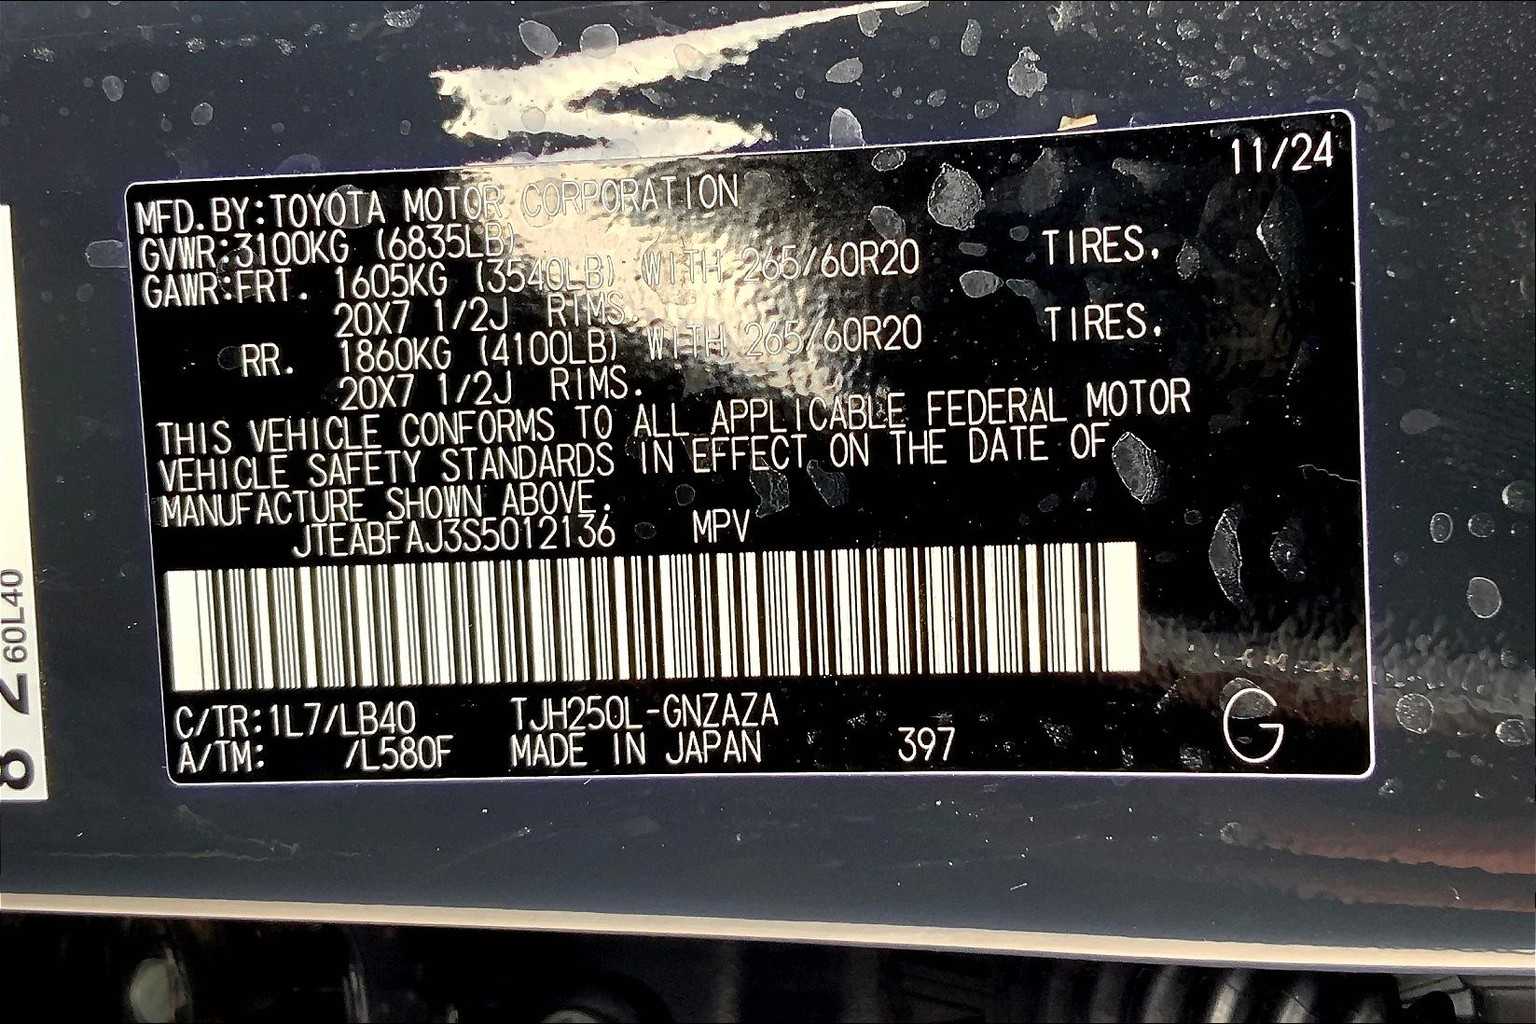 11/24
MFD.BY:TOYOTA MOTOR CORPORATION
GVWR:3100KG (6835LB)
GAWR:FRT. 1605KG (3540LB) WITH 265/60R20 TIRES.
20X7 1/2J RIMS.
RR. 1860KG (4100LB) WITH 265/60R20 TIRES.
20X7 1/2J RIMS.
THIS VEHICLE CONFORMS TO ALL APPLICABLE FEDERAL MOTOR
VEHICLE SAFETY STANDARDS IN EFFECT ON THE DATE OF
MANUFACTURE SHOWN ABOVE.
JTEABFAJ3S5012136 MPV
C/TR:1L7/LB40 TJH250L-GNZAZA
A/TM: /L580F MADE IN JAPAN 397
G
8 2 60L40